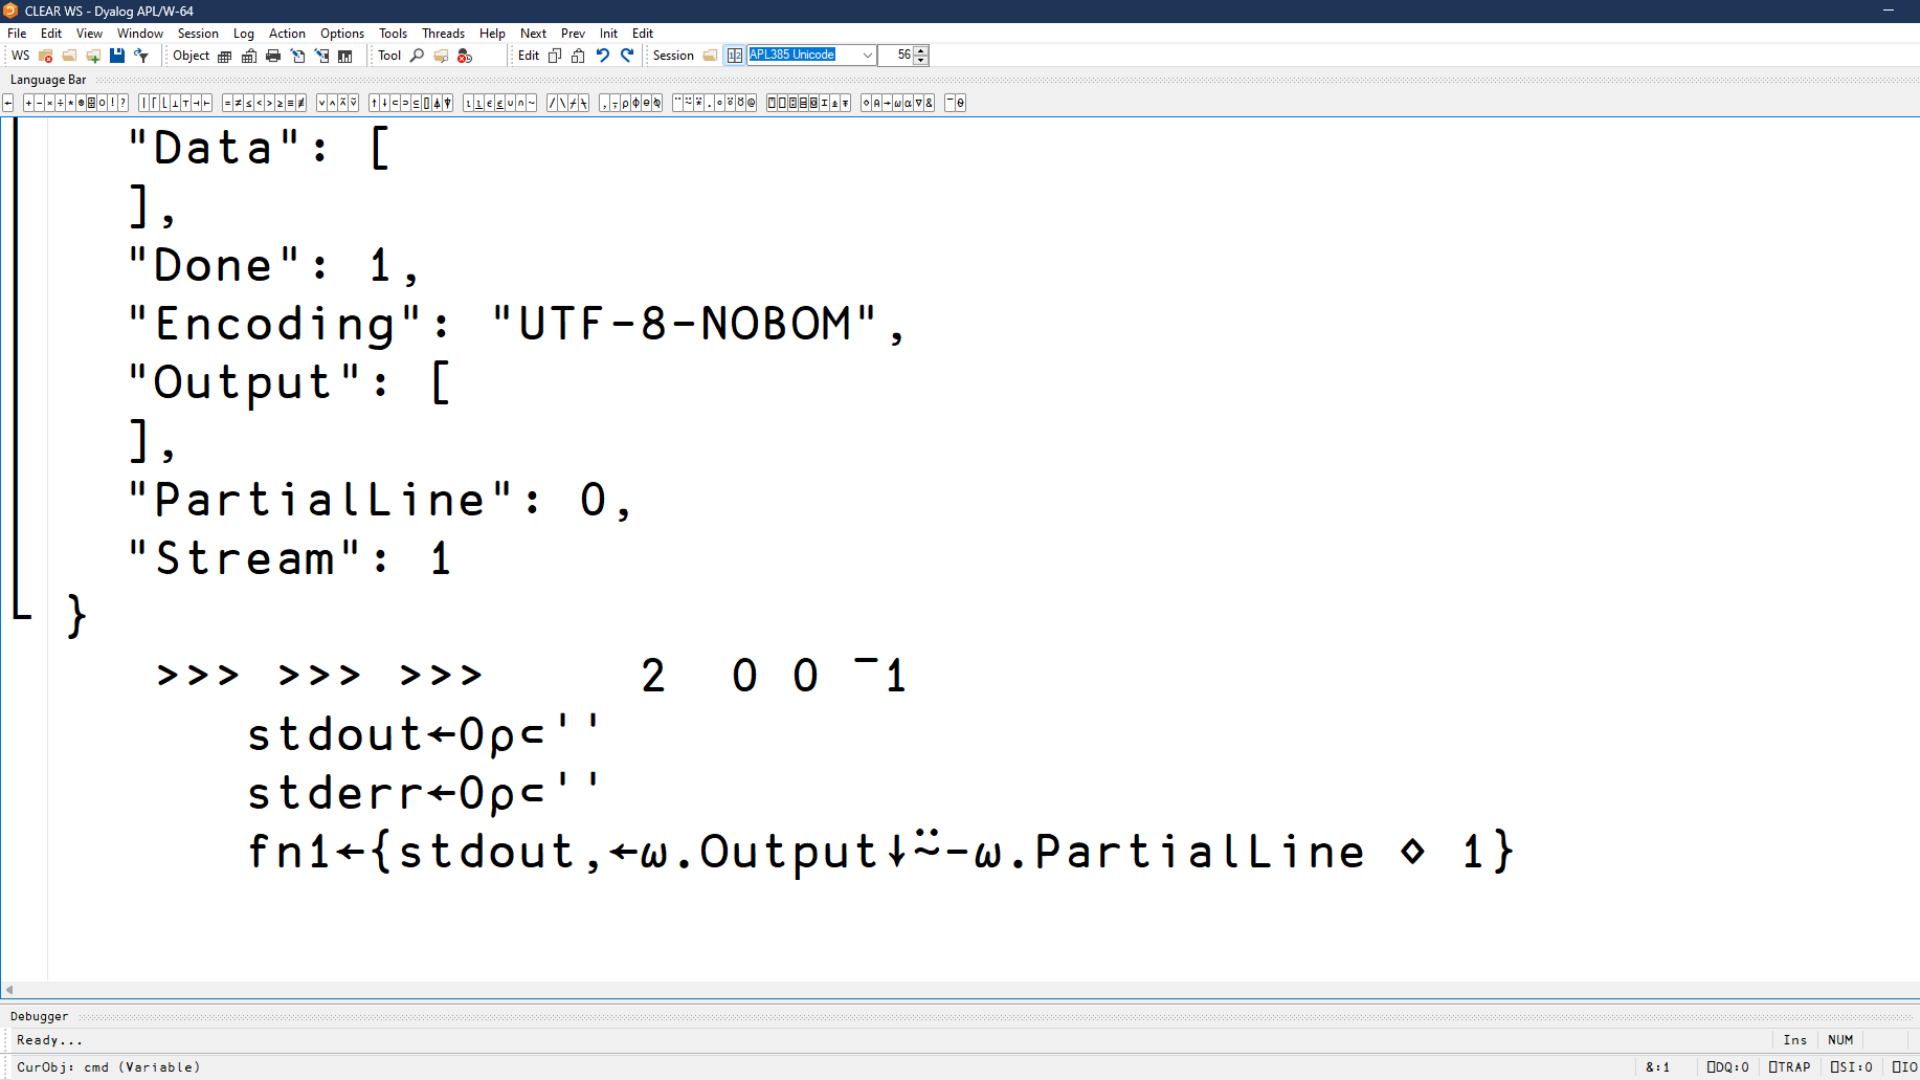 CLEAR WS - Dyalog APL/W-64
File Edit View Window Session Log Action Options Tools Threads Help Next Prev Init Edit
WS Object Tool Edit Session APL385 Unicode 56
Language Bar
"Data": [
],
"Done": 1,
"Encoding": "UTF-8-NOBOM",
"Output": [
],
"PartialLine": 0,
"Stream": 1
}
>>> >>> >>> 2 0 0 ¯1
stdout←0⍴⊂''
stderr←0⍴⊂''
fn1←{stdout,←⍵.Output↓⍨-⍵.PartialLine ⋄ 1}
Debugger
Ready...
Ins NUM
CurObj: cmd (Variable)
&:1 ⎕DQ:0 ⎕TRAP ⎕SI:0 ⎕IO